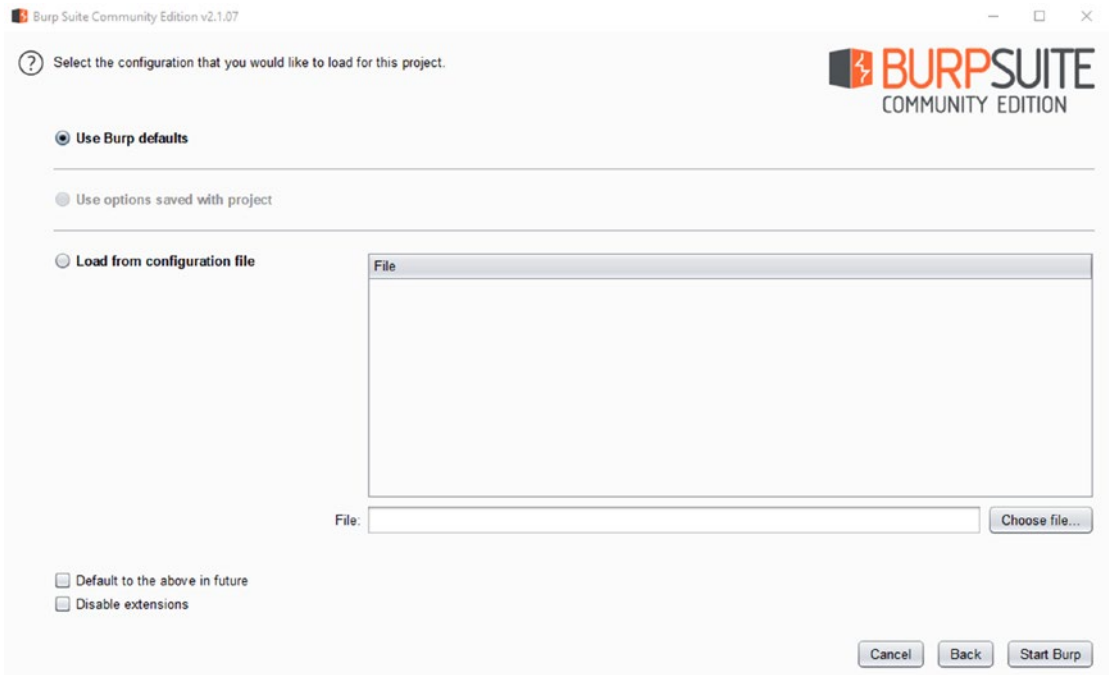 Burp Suite Community Edition v2.1.07
? Select the configuration that you would like to load for this project.
BURPSUITE
COMMUNITY EDITION
Use Burp defaults
Use options saved with project
Load from configuration file
File
File:
Choose file...
Default to the above in future
Disable extensions
Cancel Back Start Burp